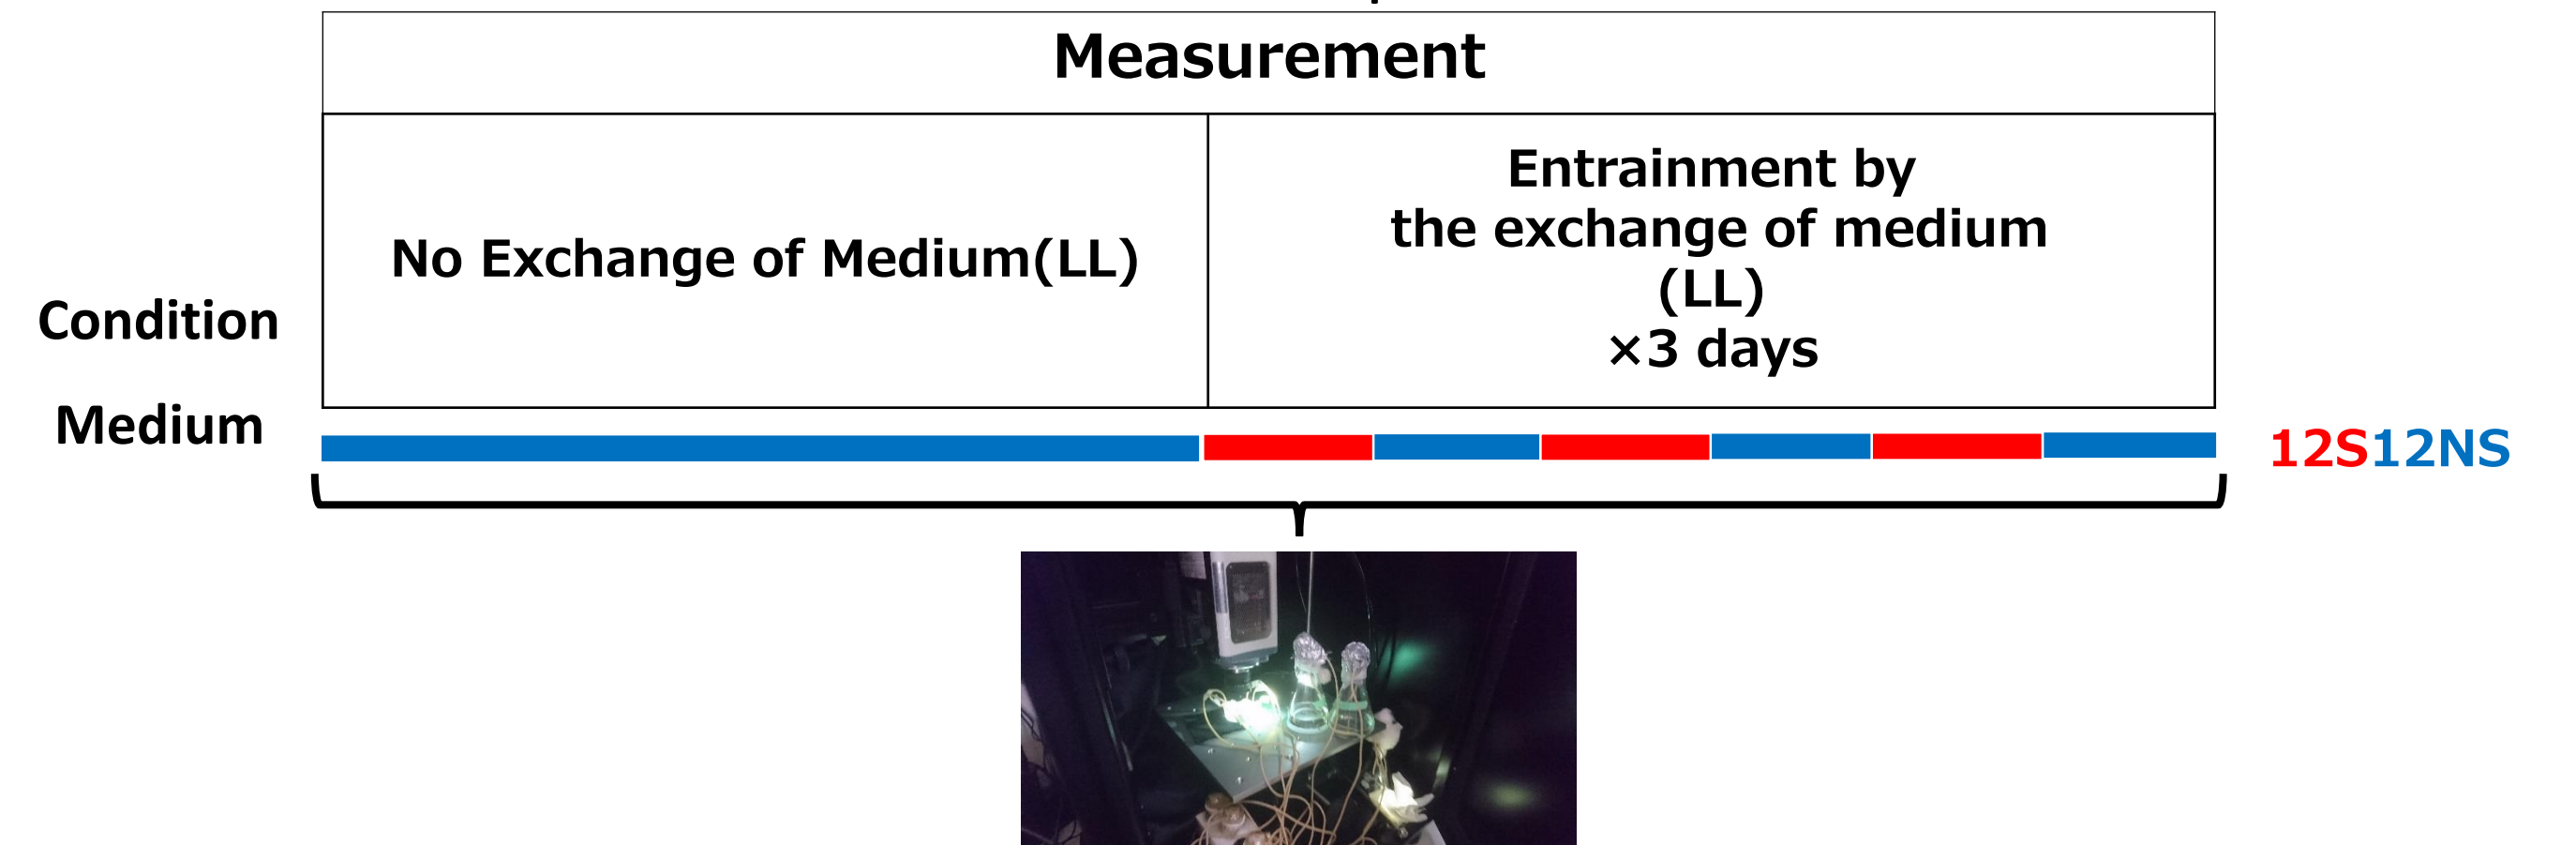 Measurement
No Exchange of Medium(LL)
Entrainment by
the exchange of medium
(LL)
×3 days
Condition
Medium
12S12NS